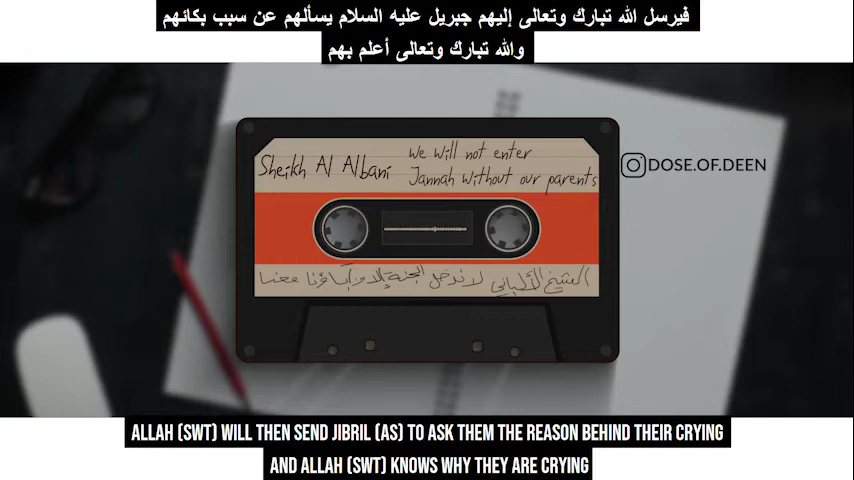 فيرسل الله تبارك وتعالى إليهم جبريل عليه السلام يسألهم عن سبب بكائهم
والله تبارك وتعالى أعلم بهم
Sheikh Al Albani
We will not enter
Jannah without our parents
DOSE.OF.DEEN
الشيخ الألباني لا ندخل الجنة إلا وآباؤنا معنا
ALLAH (SWT) WILL THEN SEND JIBRIL (AS) TO ASK THEM THE REASON BEHIND THEIR CRYING
AND ALLAH (SWT) KNOWS WHY THEY ARE CRYING